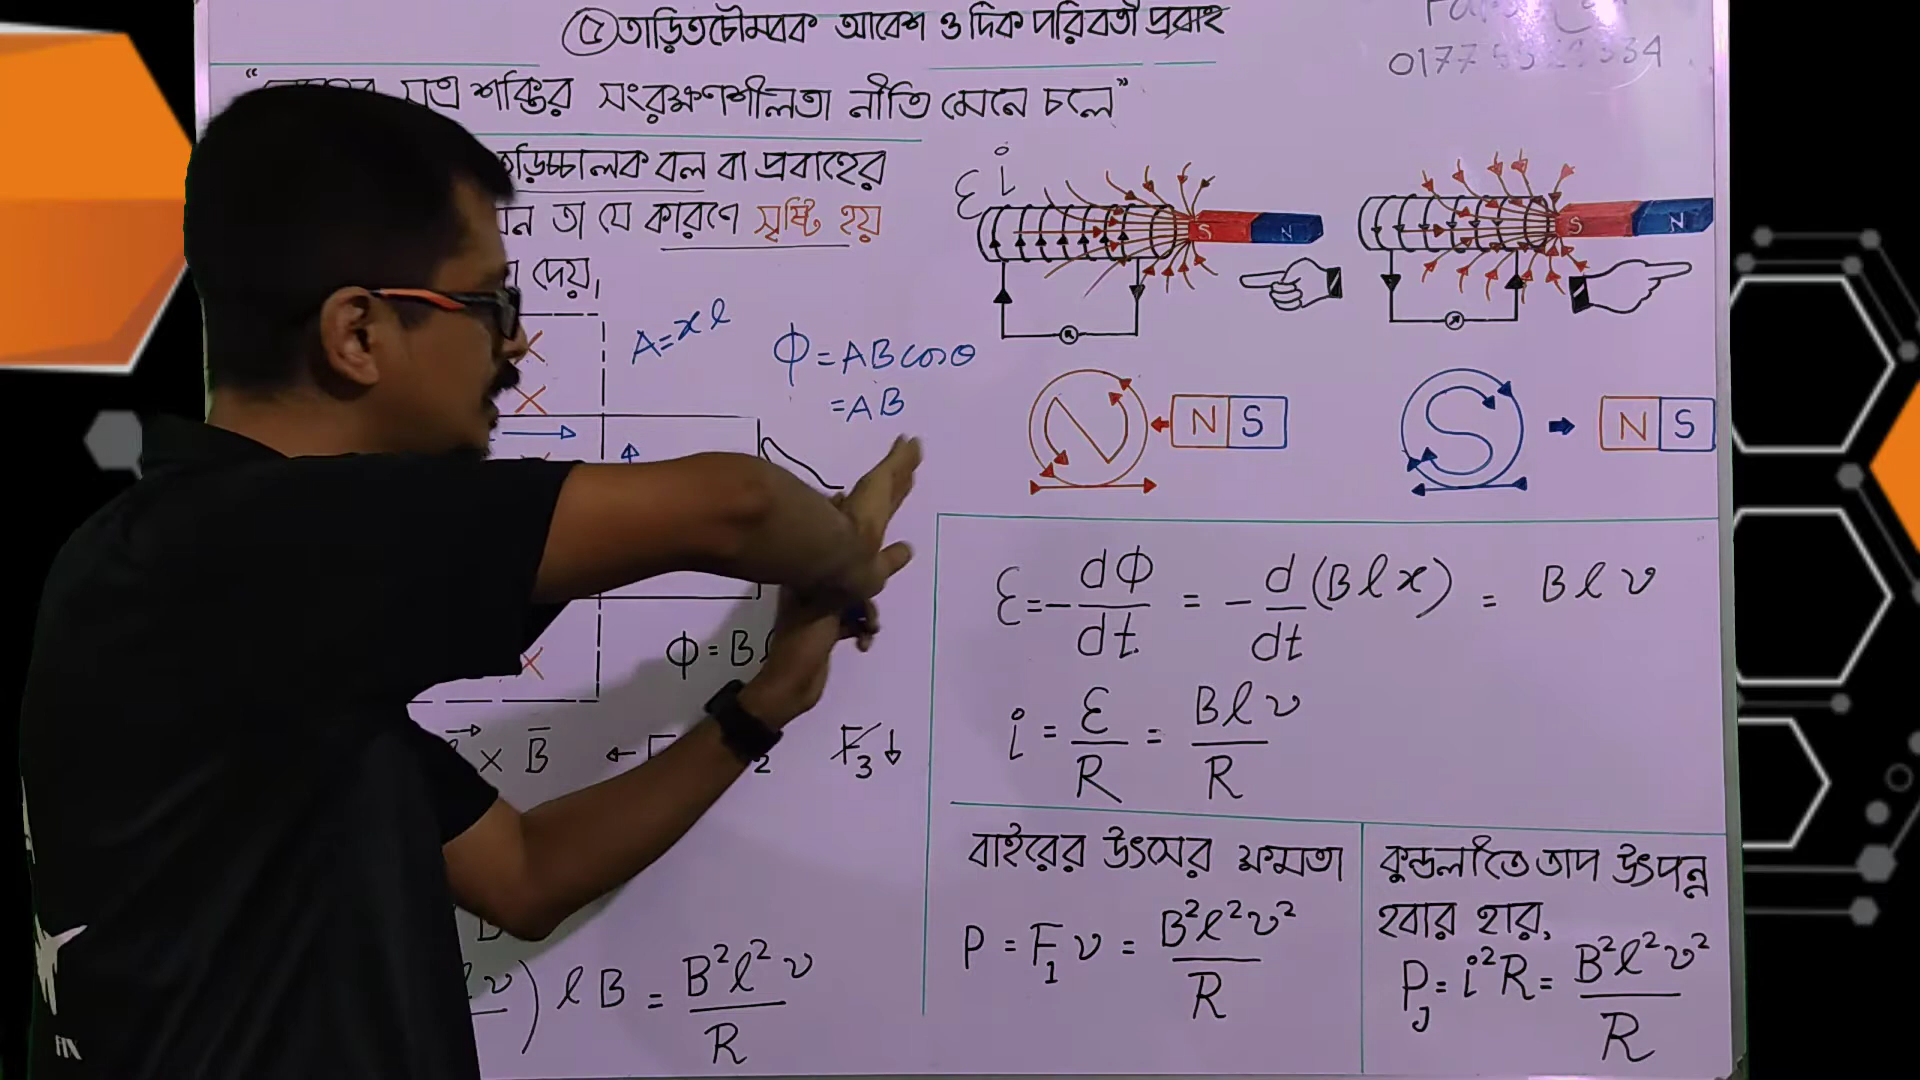 ৫ তাড়িতচৌম্বক আবেশ ও দিক পরিবর্তী প্রবাহ
সূত্র শক্তির সংরক্ষণশীলতা নীতি মেনে চলে”
তড়িচ্চালক বল বা প্রবাহের
তা যে কারণে সৃষ্টি হয়
দেয়,
A=xl
ϕ=ABcosθ
=AB
ε i
S N
S N
N
N S
S
N S
ϕ=B
× B̄
F₃↓
) l B = B²l²v/R
ε=-dϕ/dt = -d/dt (Blx) = Blv
i = ε/R = Blv/R
বাইরের উৎসের ক্ষমতা
P = F₁v = B²l²v²/R
কুন্ডলীতে তাপ উৎপন্ন
হবার হার,
P_J = i²R = B²l²v²/R